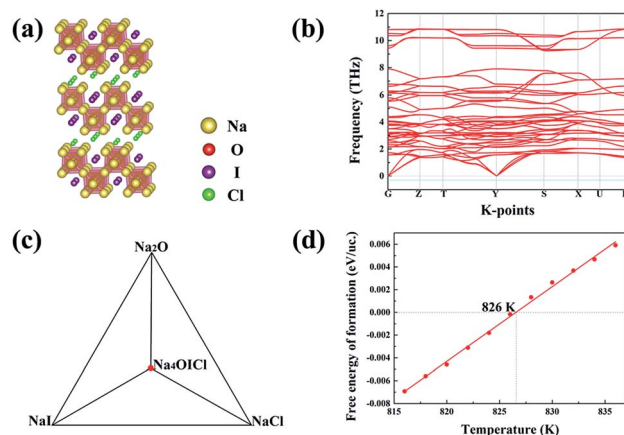 (a)
Na
O
I
Cl
(b)
Frequency (THz)
12
10
8
6
4
2
0
G Z T Y S X U
K-points
(c)
Na₂O
Na₄OICl
NaI
NaCl
(d)
Free energy of formation (eV/uc.)
0.006
0.004
0.002
0.000
-0.002
-0.004
-0.006
-0.008
826 K
815 820 825 830 835
Temperature (K)